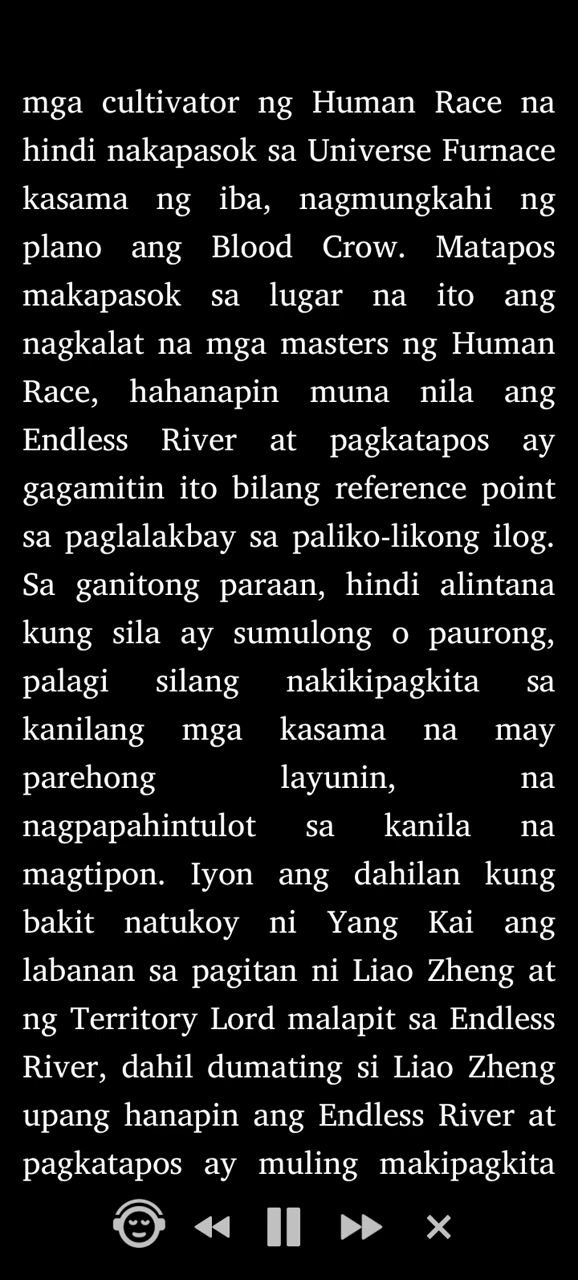 mga cultivator ng Human Race na
hindi nakapasok sa Universe Furnace
kasama ng iba, nagmungkahi ng
plano ang Blood Crow. Matapos
makapasok sa lugar na ito ang
nagkalat na mga masters ng Human
Race, hahanapin muna nila ang
Endless River at pagkatapos ay
gagamitin ito bilang reference point
sa paglalakbay sa paliko-likong ilog.
Sa ganitong paraan, hindi alintana
kung sila ay sumulong o paurong,
palagi silang nakikipagkita sa
kanilang mga kasama na may
parehong layunin, na
nagpapahintulot sa kanila na
magtipon. Iyon ang dahilan kung
bakit natukoy ni Yang Kai ang
labanan sa pagitan ni Liao Zheng at
ng Territory Lord malapit sa Endless
River, dahil dumating si Liao Zheng
upang hanapin ang Endless River at
pagkatapos ay muling makipagkita